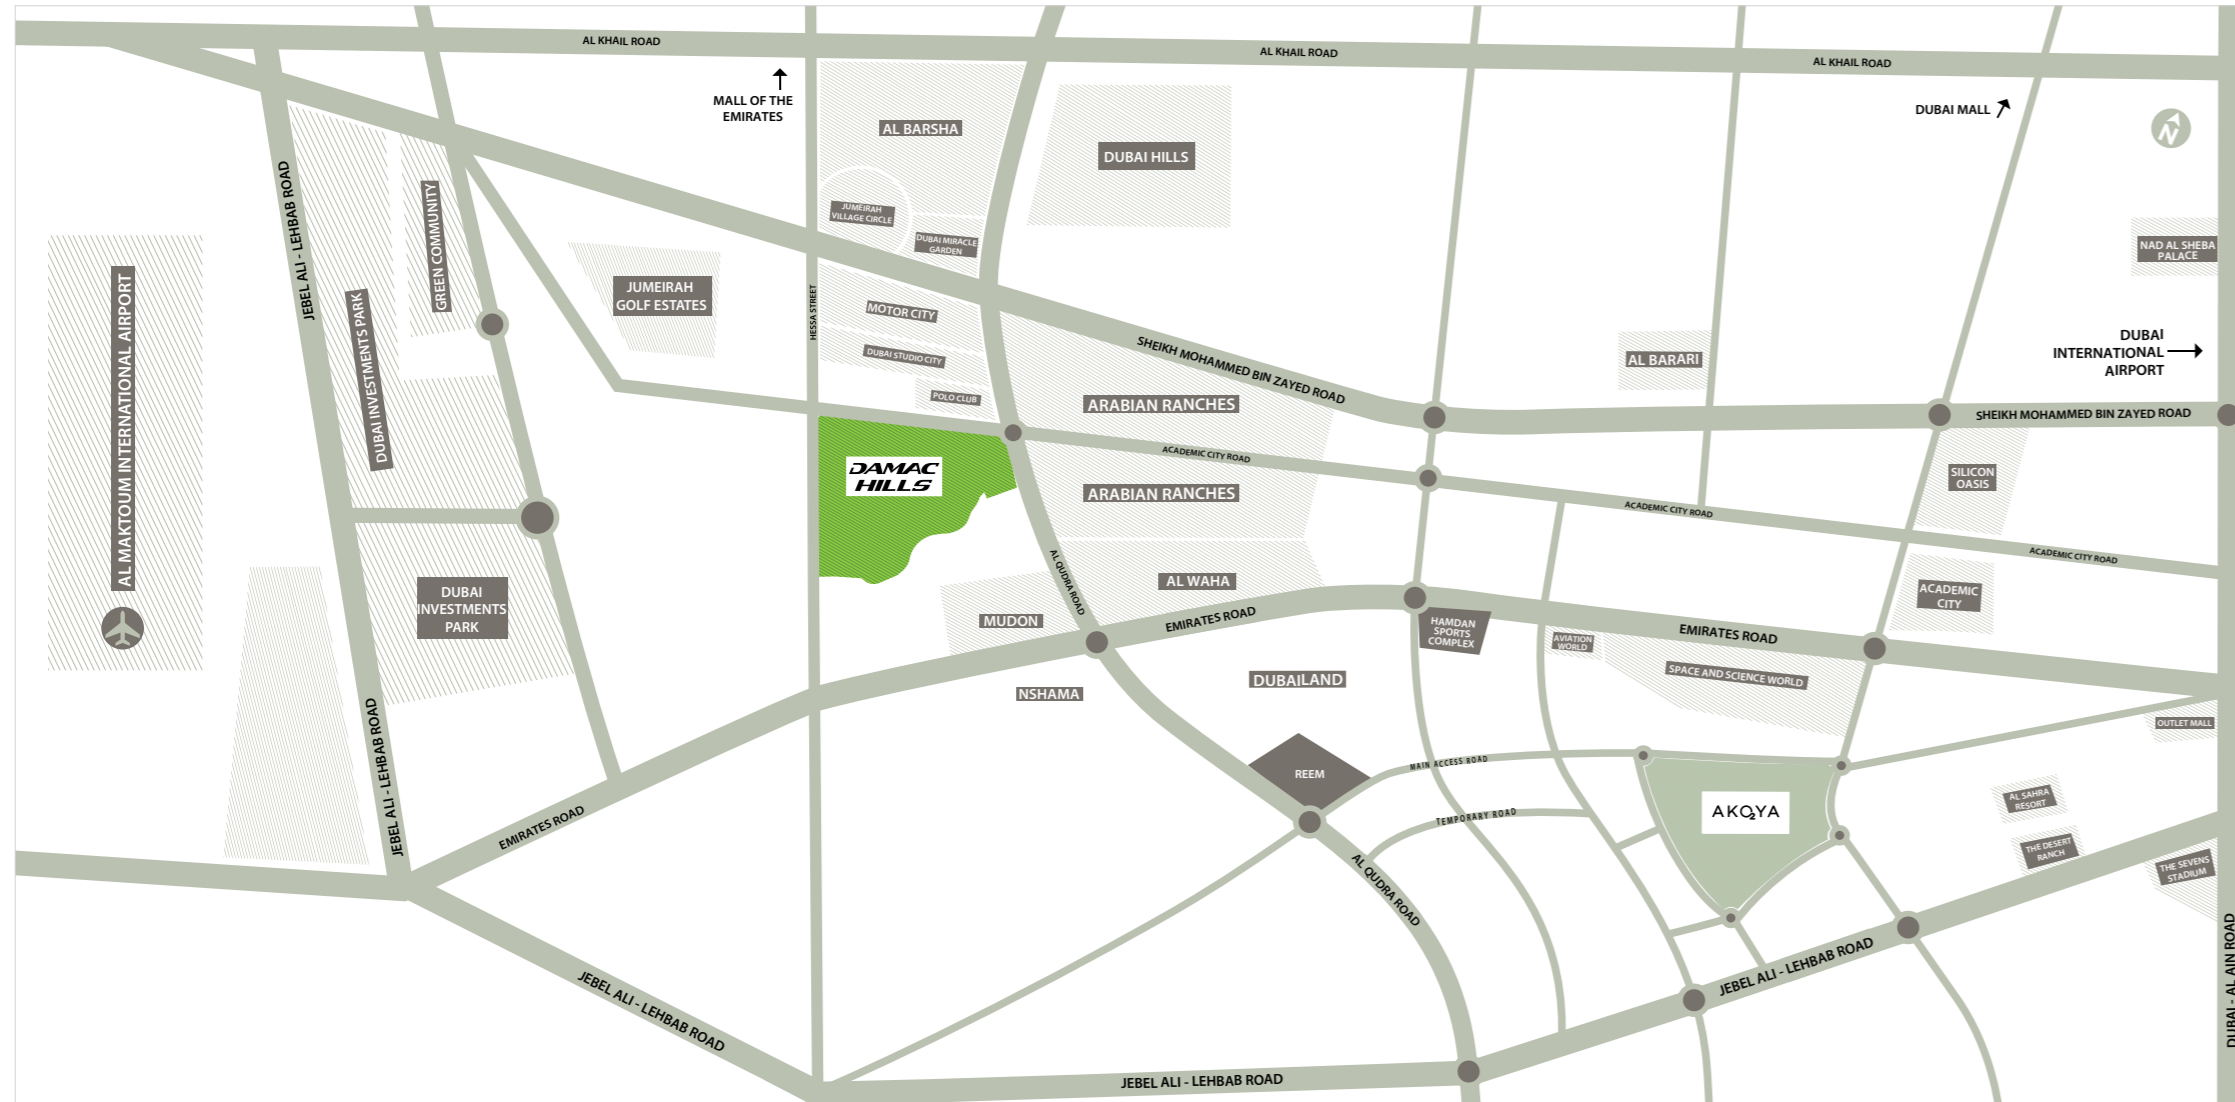 AL KHAIL ROAD
AL KHAIL ROAD
AL KHAIL ROAD
MALL OF THE
EMIRATES
DUBAI MALL
N
AL BARSHA
DUBAI HILLS
JEBEL ALI - LEHBAB ROAD
GREEN COMMUNITY
JUMEIRAH
VILLAGE CIRCLE
DUBAI MIRACLE
GARDEN
NAD AL SHEBA
PALACE
AL MAKTOUM INTERNATIONAL AIRPORT
DUBAI INVESTMENTS PARK
JUMEIRAH
GOLF ESTATES
HESSA STREET
MOTOR CITY
DUBAI STUDIO CITY
POLO CLUB
SHEIKH MOHAMMED BIN ZAYED ROAD
AL BARARI
DUBAI
INTERNATIONAL
AIRPORT
ARABIAN RANCHES
SHEIKH MOHAMMED BIN ZAYED ROAD
ACADEMIC CITY ROAD
DAMAC
HILLS
ARABIAN RANCHES
SILICON
OASIS
ACADEMIC CITY ROAD
ACADEMIC CITY ROAD
DUBAI
INVESTMENTS
PARK
AL QUDRA ROAD
AL WAHA
MUDON
EMIRATES ROAD
ACADEMIC
CITY
HAMDAN
SPORTS
COMPLEX
AVIATION
WORLD
EMIRATES ROAD
SPACE AND SCIENCE WORLD
NSHAMA
DUBAILAND
OUTLET MALL
JEBEL ALI - LEHBAB ROAD
REEM
MAIN ACCESS ROAD
TEMPORARY ROAD
AKO2YA
AL SAHRA
RESORT
EMIRATES ROAD
THE DESERT
RANCH
THE SEVENS
STADIUM
AL QUDRA ROAD
JEBEL ALI - LEHBAB ROAD
JEBEL ALI - LEHBAB ROAD
JEBEL ALI - LEHBAB ROAD
DUBAI - AL AIN ROAD